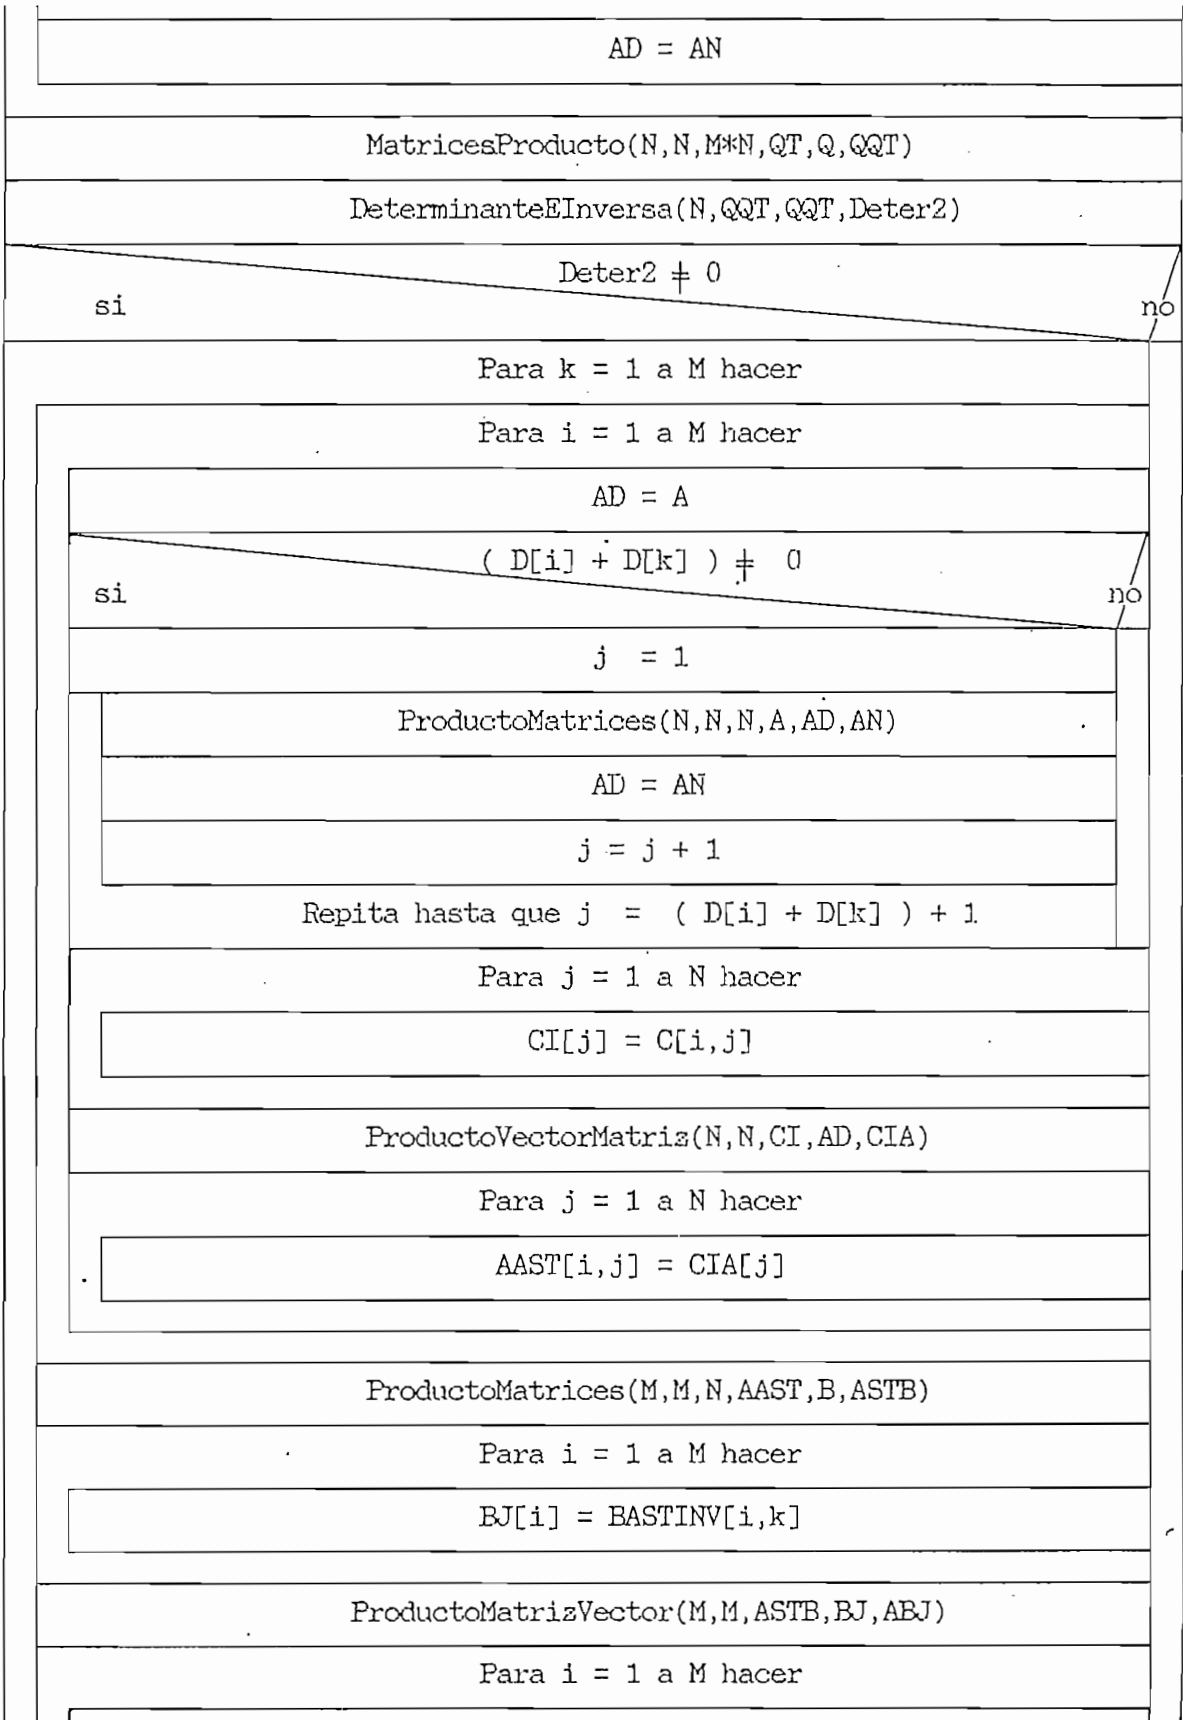 AD = AN
MatricesProducto(N,N,M*N,QT,Q,QQT)
DeterminanteEInversa(N,QQT,QQT,Deter2)
Deter2 ≠ 0
si
no
Para k = 1 a M hacer
Para i = 1 a M hacer
AD = A
( D[i] + D[k] ) ≠ 0
si
no
j = 1
ProductoMatrices(N,N,N,A,AD,AN)
AD = AN
j = j + 1
Repita hasta que j = ( D[i] + D[k] ) + 1
Para j = 1 a N hacer
CI[j] = C[i,j]
ProductoVectorMatriz(N,N,CI,AD,CIA)
Para j = 1 a N hacer
AAST[i,j] = CIA[j]
ProductoMatrices(M,M,N,AAST,B,ASTB)
Para i = 1 a M hacer
BJ[i] = BASTINV[i,k]
ProductoMatrizVector(M,M,ASTB,BJ,ABJ)
Para i = 1 a M hacer